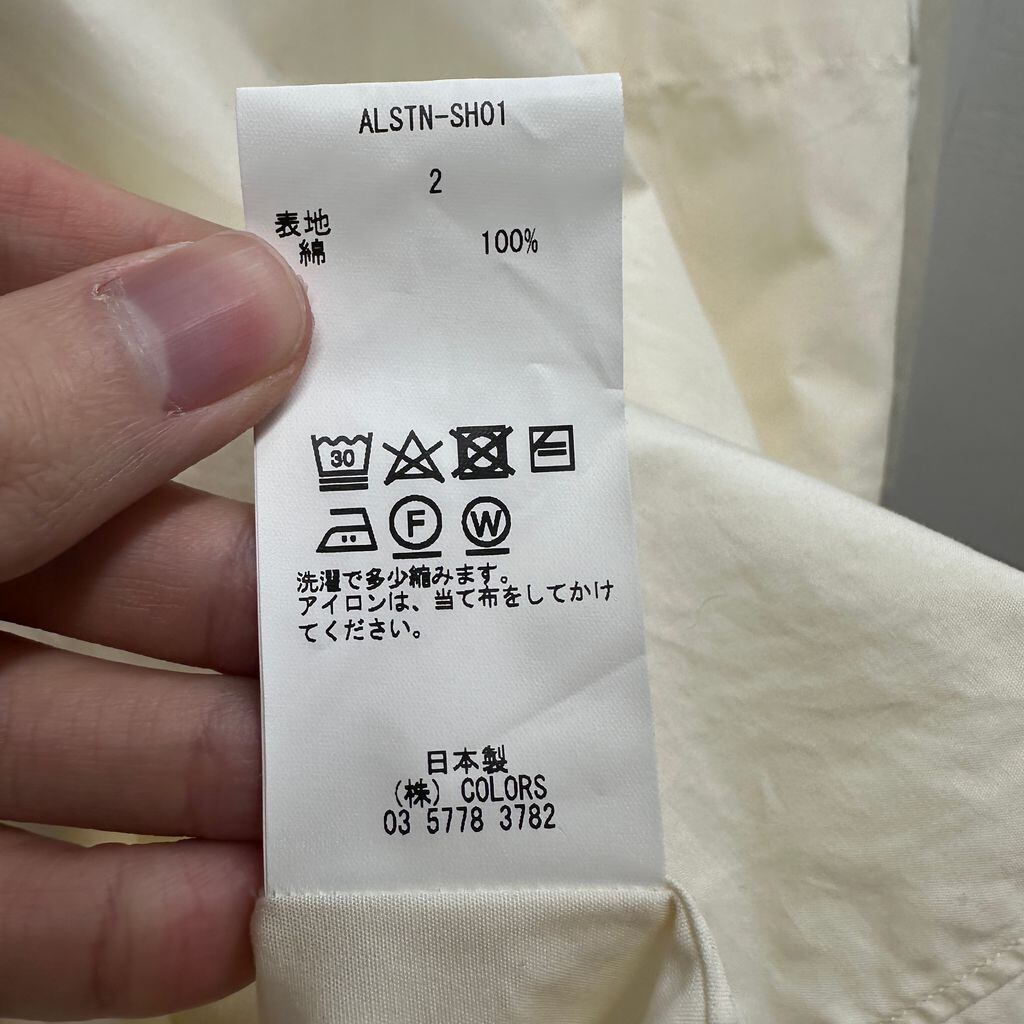 ALSTN-SH01
2
表地
綿 100%
30
F W
洗濯で多少縮みます。
アイロンは、当て布をしてかけ
てください。
日本製
(株) COLORS
03 5778 3782